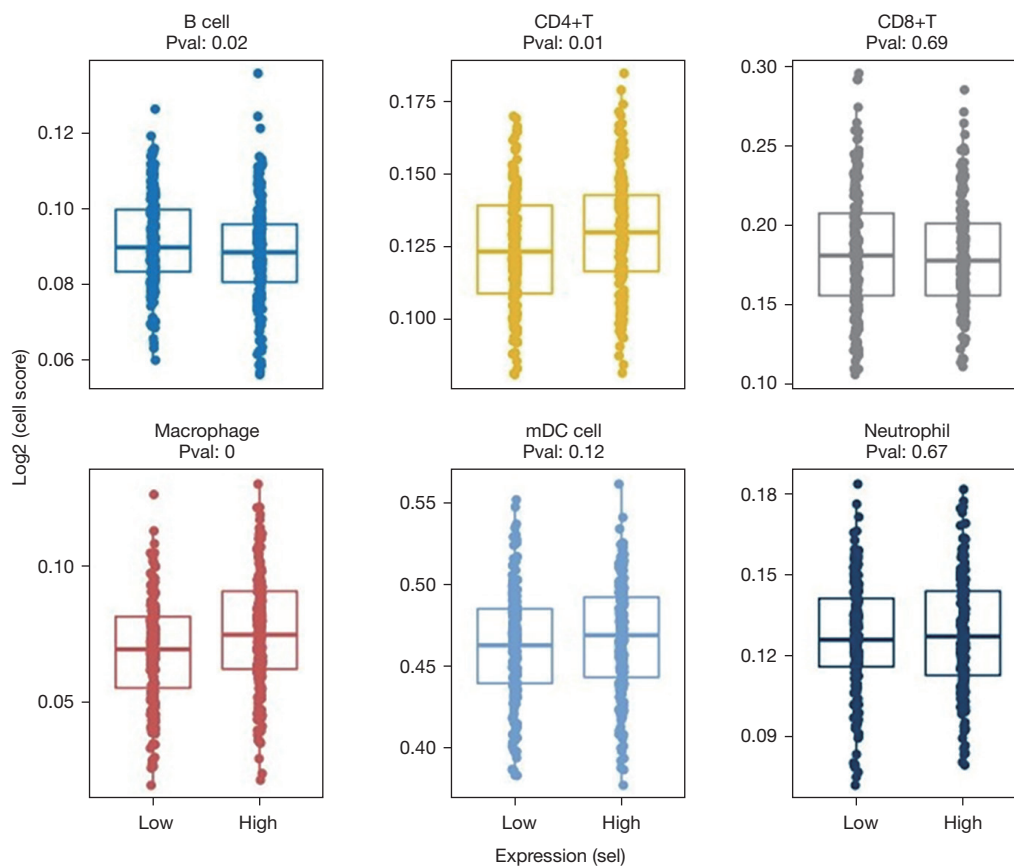 B cell
Pval: 0.02
CD4+T
Pval: 0.01
CD8+T
Pval: 0.69
0.12
0.10
0.08
0.06
0.175
0.150
0.125
0.100
0.30
0.25
0.20
0.15
0.10
Log2 (cell score)
Macrophage
Pval: 0
mDC cell
Pval: 0.12
Neutrophil
Pval: 0.67
0.10
0.05
0.55
0.50
0.45
0.40
0.18
0.15
0.12
0.09
Low High
Low High
Low High
Expression (sel)